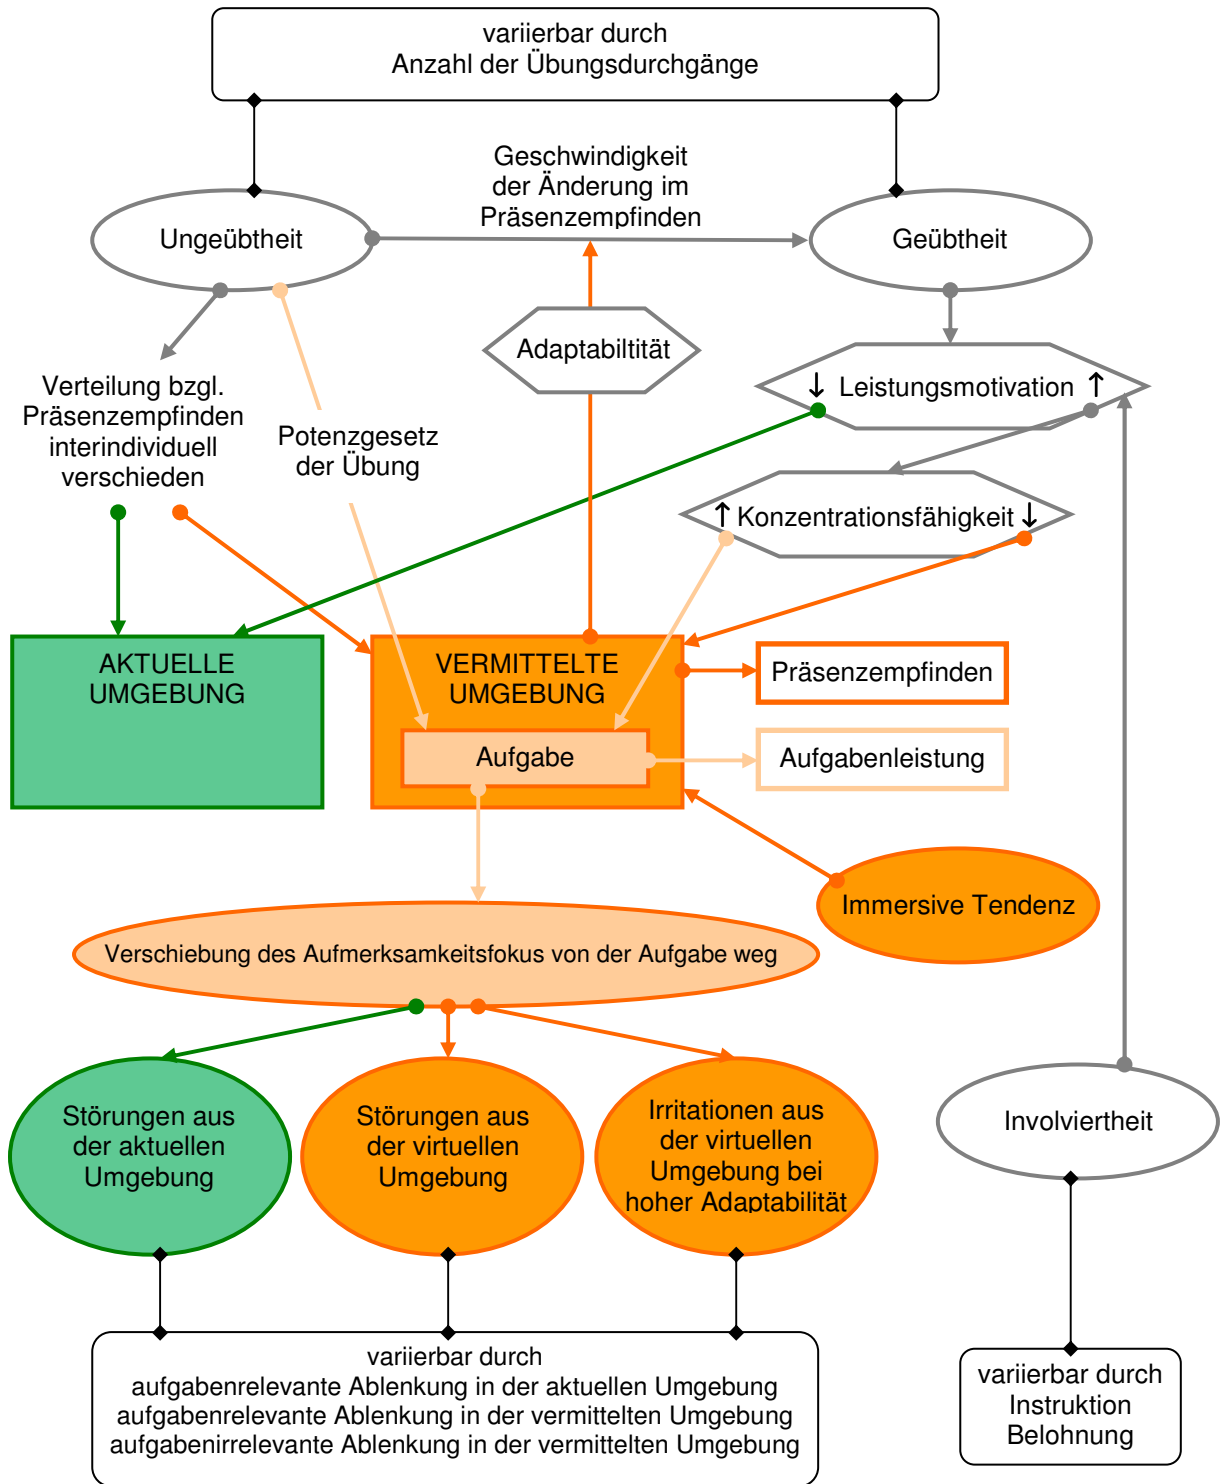 variierbar durch
Anzahl der Übungsdurchgänge
Geschwindigkeit
der Änderung im
Präsenzempfinden
Ungeübtheit
Geübtheit
Adaptabiltität
↓ Leistungsmotivation ↑
Verteilung bzgl.
Präsenzempfinden
interindividuell
verschieden
Potenzgesetz
der Übung
↑ Konzentrationsfähigkeit ↓
AKTUELLE
UMGEBUNG
VERMITTELTE
UMGEBUNG
Präsenzempfinden
Aufgabe
Aufgabenleistung
Immersive Tendenz
Verschiebung des Aufmerksamkeitsfokus von der Aufgabe weg
Störungen aus
der aktuellen
Umgebung
Störungen aus
der virtuellen
Umgebung
Irritationen aus
der virtuellen
Umgebung bei
hoher Adaptabilität
Involviertheit
variierbar durch
aufgabenrelevante Ablenkung in der aktuellen Umgebung
aufgabenrelevante Ablenkung in der vermittelten Umgebung
aufgabenirrelevante Ablenkung in der vermittelten Umgebung
variierbar durch
Instruktion
Belohnung